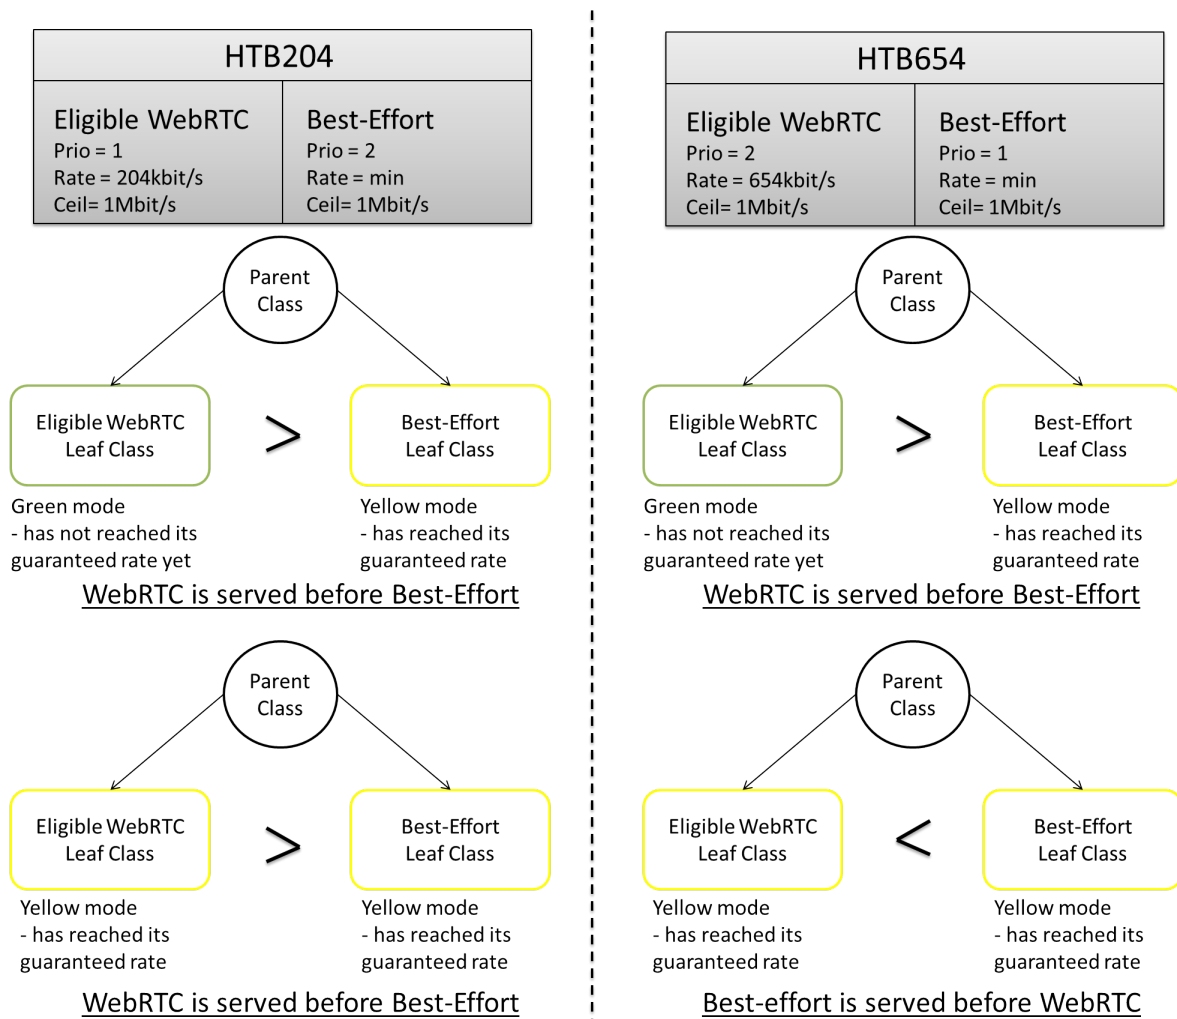 HTB204
Eligible WebRTC
Prio = 1
Rate = 204kbit/s
Ceil= 1Mbit/s
Best-Effort
Prio = 2
Rate = min
Ceil= 1Mbit/s
Parent
Class
Eligible WebRTC
Leaf Class
>
Best-Effort
Leaf Class
Green mode
- has not reached its
guaranteed rate yet
Yellow mode
- has reached its
guaranteed rate
WebRTC is served before Best-Effort
Parent
Class
Eligible WebRTC
Leaf Class
>
Best-Effort
Leaf Class
Yellow mode
- has reached its
guaranteed rate
Yellow mode
- has reached its
guaranteed rate
WebRTC is served before Best-Effort
HTB654
Eligible WebRTC
Prio = 2
Rate = 654kbit/s
Ceil= 1Mbit/s
Best-Effort
Prio = 1
Rate = min
Ceil= 1Mbit/s
Parent
Class
Eligible WebRTC
Leaf Class
>
Best-Effort
Leaf Class
Green mode
- has not reached its
guaranteed rate yet
Yellow mode
- has reached its
guaranteed rate
WebRTC is served before Best-Effort
Parent
Class
Eligible WebRTC
Leaf Class
<
Best-Effort
Leaf Class
Yellow mode
- has reached its
guaranteed rate
Yellow mode
- has reached its
guaranteed rate
Best-effort is served before WebRTC